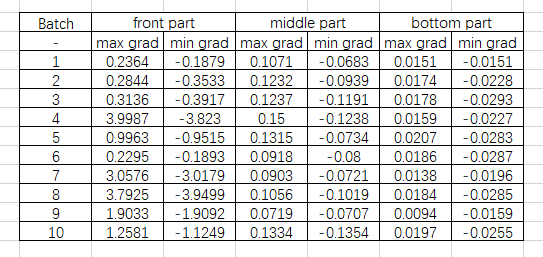 Batch front part middle part bottom part
- max grad min grad max grad min grad max grad min grad
1 0.2364 -0.1879 0.1071 -0.0683 0.0151 -0.0151
2 0.2844 -0.3533 0.1232 -0.0939 0.0174 -0.0228
3 0.3136 -0.3917 0.1237 -0.1191 0.0178 -0.0293
4 3.9987 -3.823 0.15 -0.1238 0.0159 -0.0227
5 0.9963 -0.9515 0.1315 -0.0734 0.0207 -0.0283
6 0.2295 -0.1893 0.0918 -0.08 0.0186 -0.0287
7 3.0576 -3.0179 0.0903 -0.0721 0.0138 -0.0196
8 3.7925 -3.9499 0.1056 -0.1019 0.0184 -0.0285
9 1.9033 -1.9092 0.0719 -0.0707 0.0094 -0.0159
10 1.2581 -1.1249 0.1334 -0.1354 0.0197 -0.0255